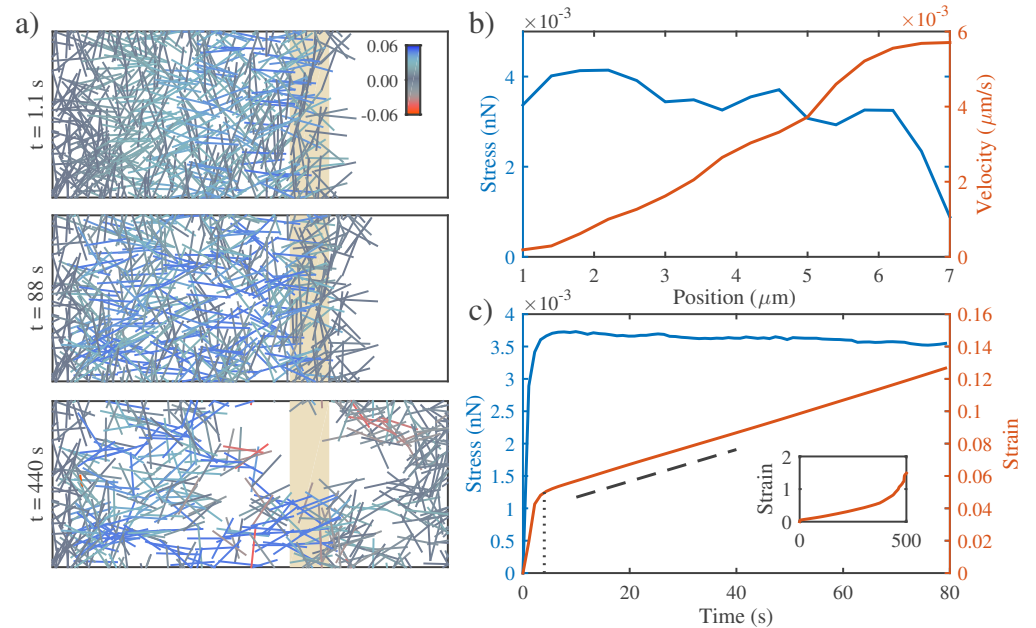 a)
t = 1.1 s
0.06
0.00
-0.06
t = 88 s
t = 440 s
b)
×10⁻³
×10⁻³
Stress (nN)
4
2
0
6
4
2
0
Velocity (μm/s)
1 2 3 4 5 6 7
Position (μm)
c)
×10⁻³
Stress (nN)
4
3.5
3
2.5
2
1.5
1
0.5
0
0.16
0.14
0.12
0.1
0.08
0.06
0.04
0.02
0
Strain
Strain
2
1
0
0 500
0 20 40 60 80
Time (s)